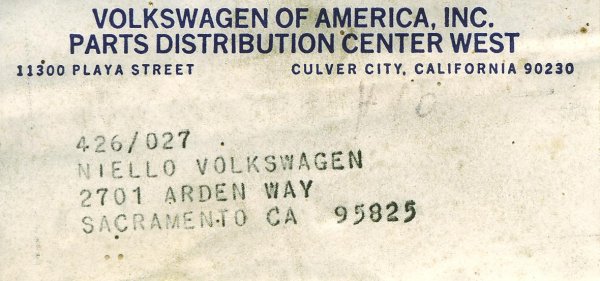 VOLKSWAGEN OF AMERICA, INC.
PARTS DISTRIBUTION CENTER WEST
11300 PLAYA STREET CULVER CITY, CALIFORNIA 90230
426/027
NIELLO VOLKSWAGEN
2701 ARDEN WAY
SACRAMENTO CA 95825